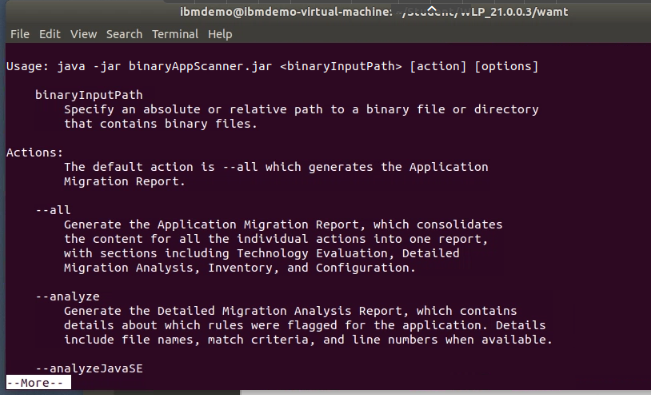 ibmdemo@ibmdemo-virtual-machine: ~/Student/WLP_21.0.0.3/wamt
File Edit View Search Terminal Help
Usage: java -jar binaryAppScanner.jar <binaryInputPath> [action] [options]
binaryInputPath
Specify an absolute or relative path to a binary file or directory
that contains binary files.
Actions:
The default action is --all which generates the Application
Migration Report.
--all
Generate the Application Migration Report, which consolidates
the content for all the individual actions into one report,
with sections including Technology Evaluation, Detailed
Migration Analysis, Inventory, and Configuration.
--analyze
Generate the Detailed Migration Analysis Report, which contains
details about which rules were flagged for the application. Details
include file names, match criteria, and line numbers when available.
--analyzeJavaSE
--More--